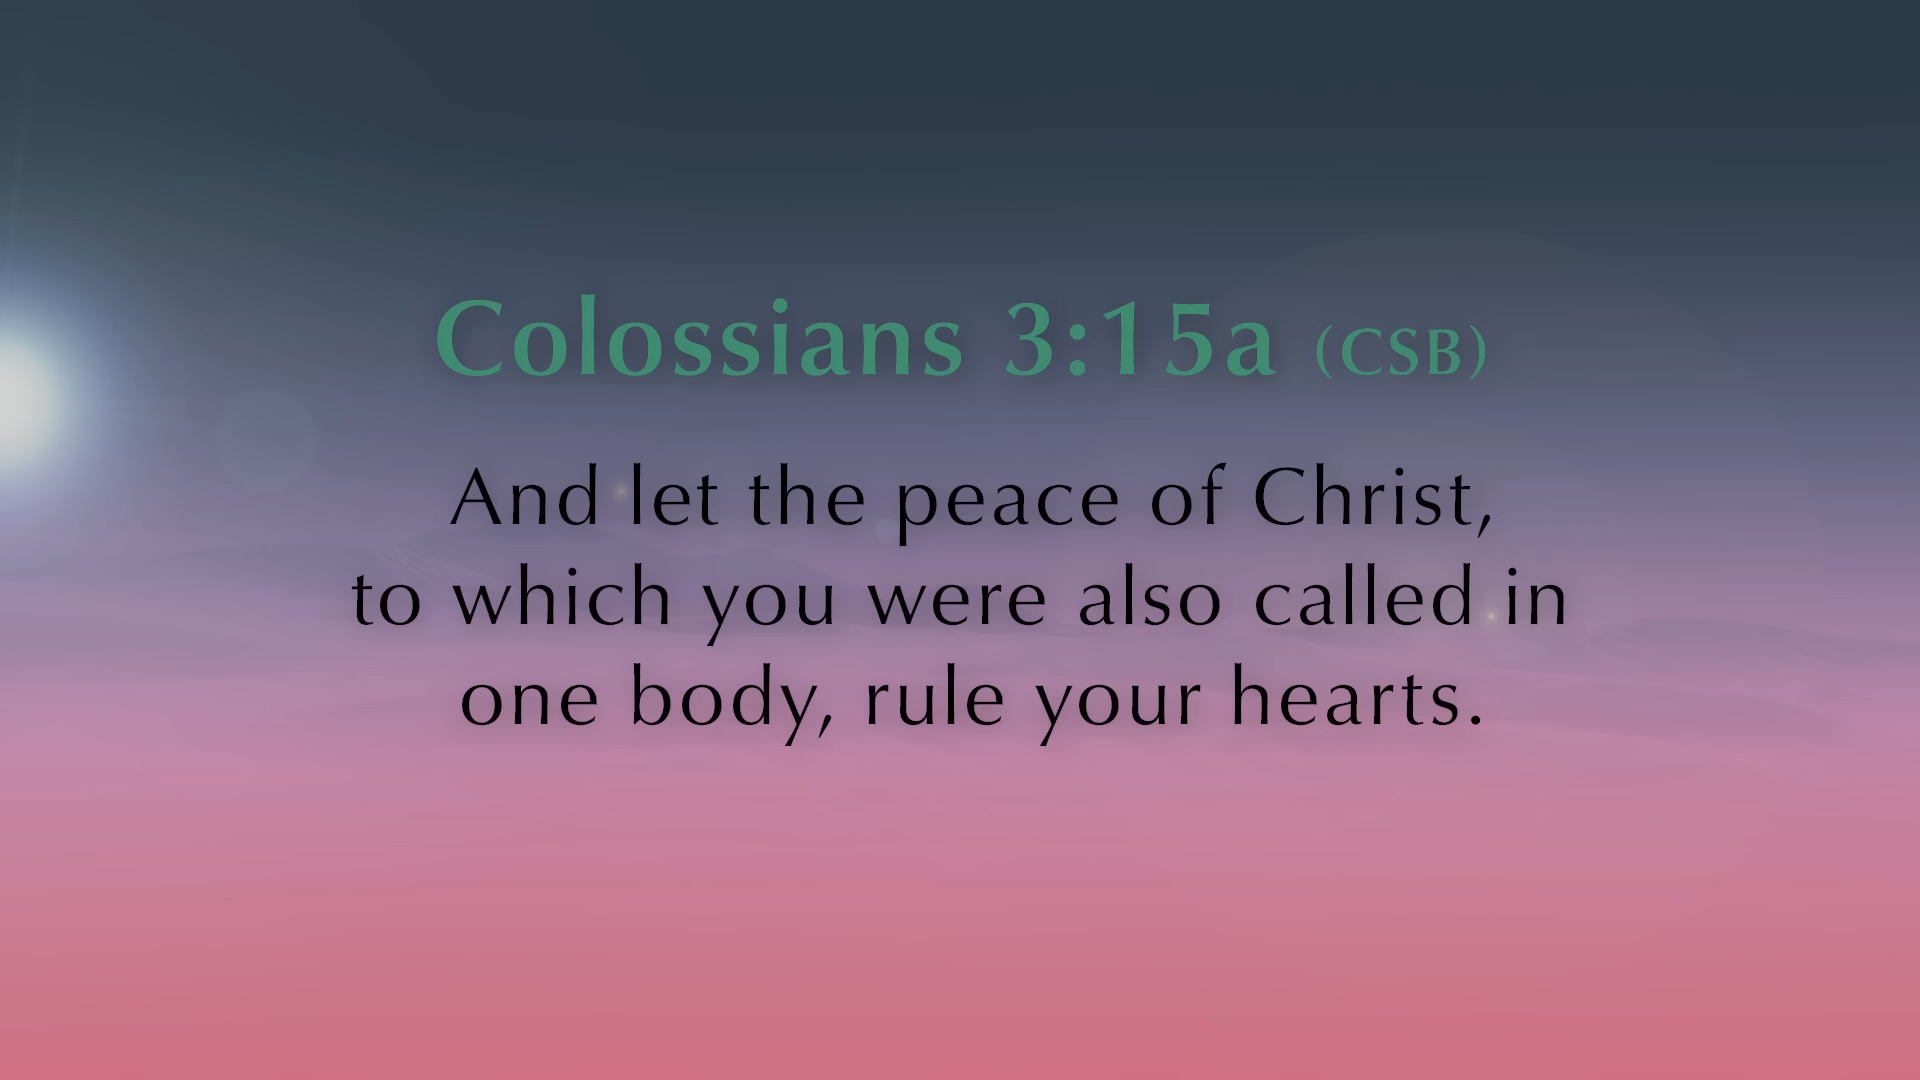 Colossians 3:15a (CSB)
And let the peace of Christ,
to which you were also called in
one body, rule your hearts.